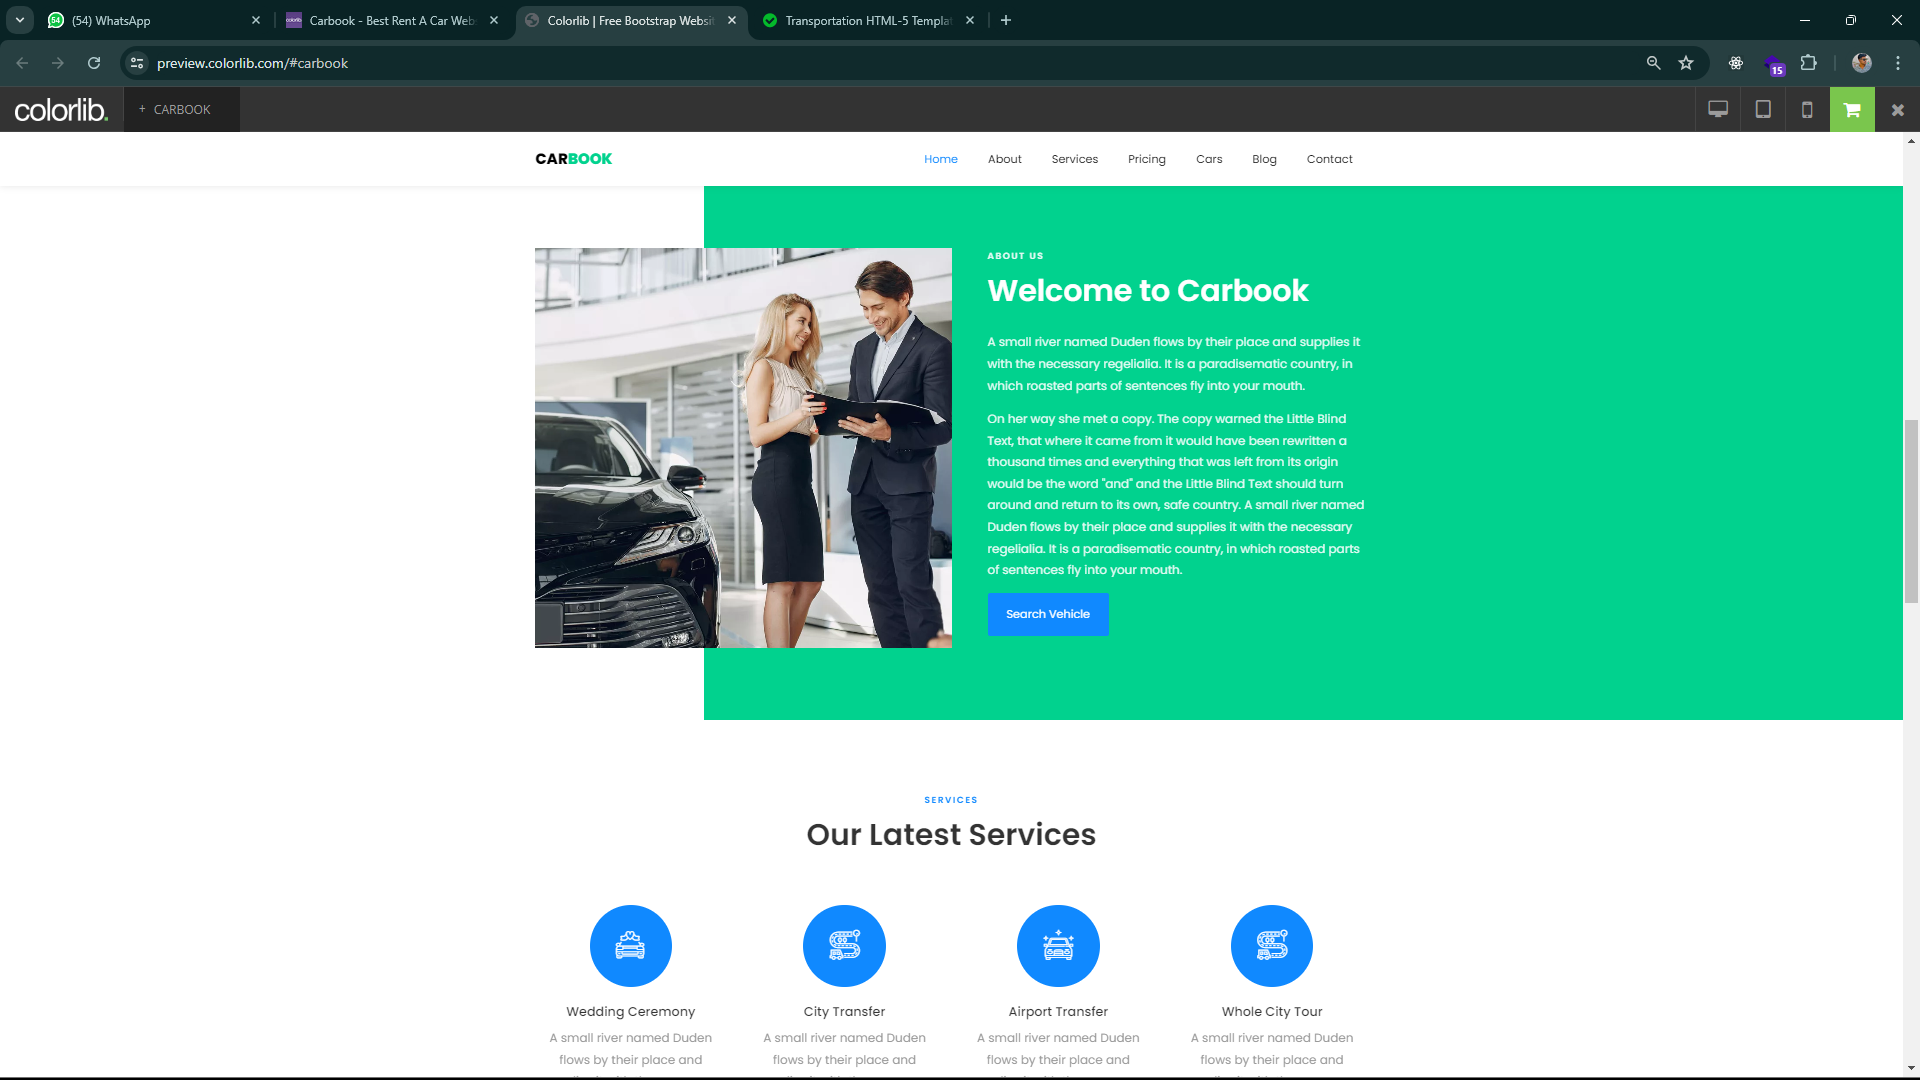 (54) WhatsApp
Carbook - Best Rent A Car Web
Colorlib | Free Bootstrap Websit
Transportation HTML-5 Templat
preview.colorlib.com/#carbook
15
colorlib.
+ CARBOOK
CARBOOK
Home About Services Pricing Cars Blog Contact
ABOUT US
Welcome to Carbook
A small river named Duden flows by their place and supplies it
with the necessary regelialia. It is a paradisematic country, in
which roasted parts of sentences fly into your mouth.
On her way she met a copy. The copy warned the Little Blind
Text, that where it came from it would have been rewritten a
thousand times and everything that was left from its origin
would be the word "and" and the Little Blind Text should turn
around and return to its own, safe country. A small river named
Duden flows by their place and supplies it with the necessary
regelialia. It is a paradisematic country, in which roasted parts
of sentences fly into your mouth.
Search Vehicle
SERVICES
Our Latest Services
Wedding Ceremony
A small river named Duden
flows by their place and
City Transfer
A small river named Duden
flows by their place and
Airport Transfer
A small river named Duden
flows by their place and
Whole City Tour
A small river named Duden
flows by their place and